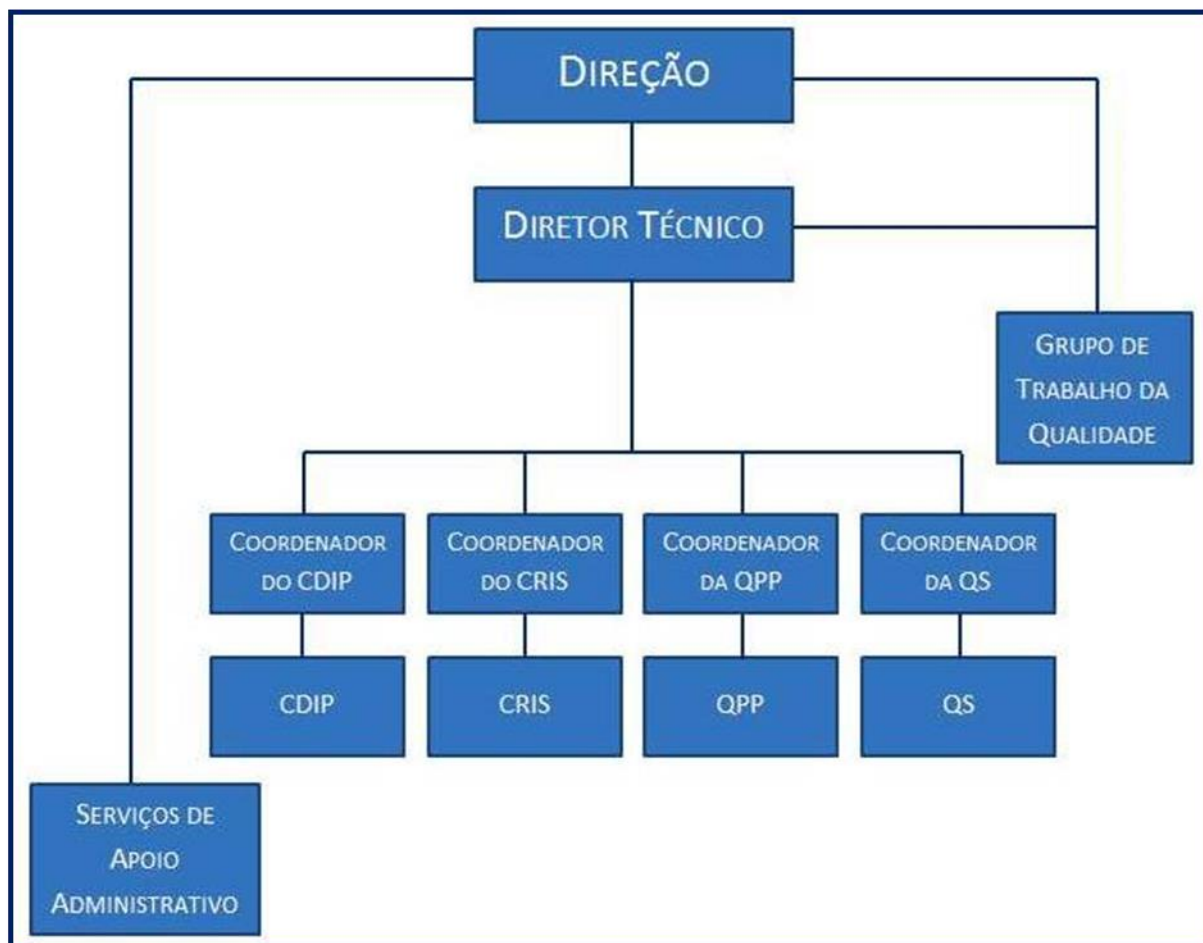 DIREÇÃO
DIRETOR TÉCNICO
GRUPO DE
TRABALHO DA
QUALIDADE
COORDENADOR
DO CDIP
COORDENADOR
DO CRIS
COORDENADOR
DA QPP
COORDENADOR
DA QS
CDIP
CRIS
QPP
QS
SERVIÇOS DE
APOIO
ADMINISTRATIVO